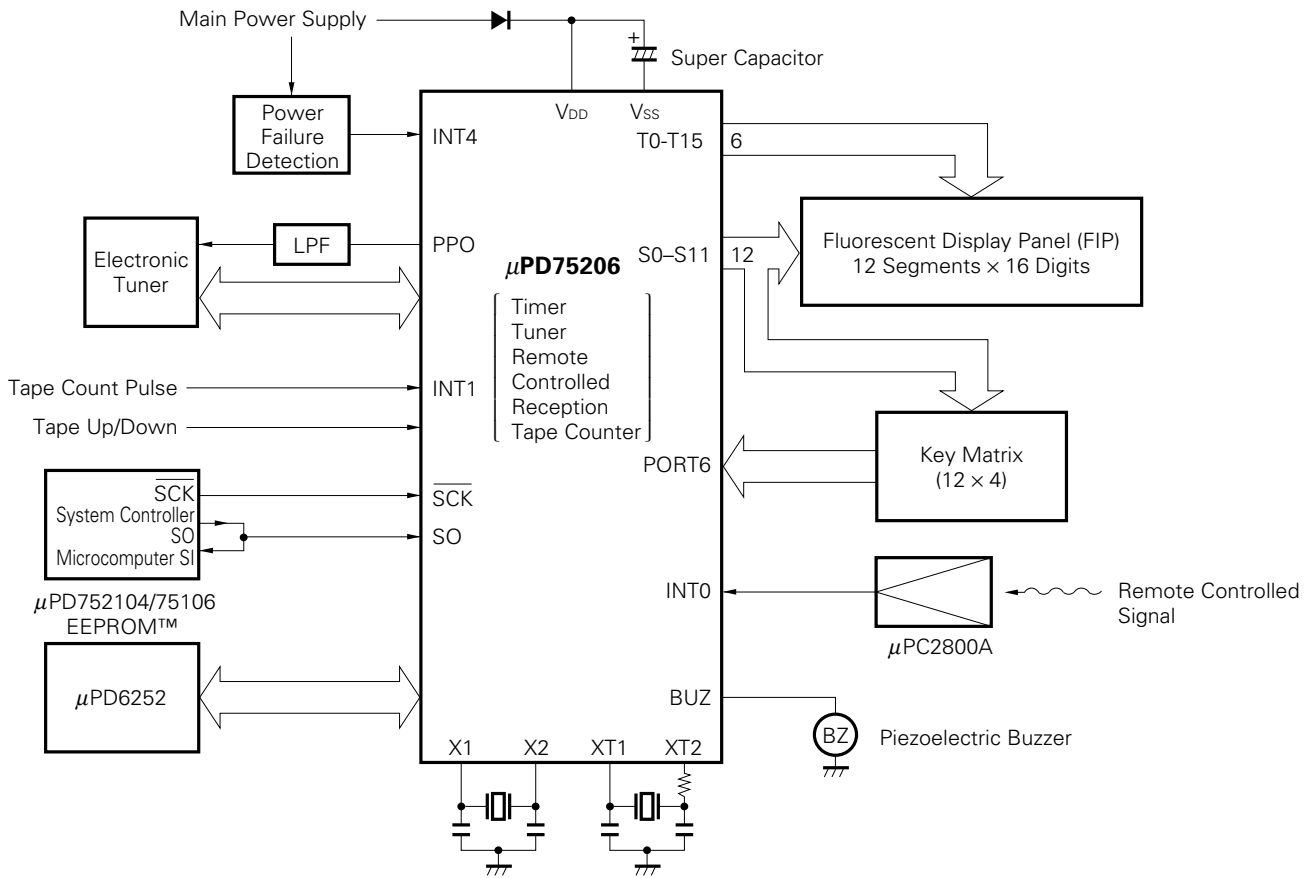 Main Power Supply
+
Super Capacitor
Power
Failure
Detection
VDD
VSS
INT4
T0-T15
6
Electronic
Tuner
LPF
PPO
S0–S11
12
Fluorescent Display Panel (FIP)
12 Segments × 16 Digits
μPD75206
Timer
Tuner
Remote
Controlled
Reception
Tape Counter
Tape Count Pulse
INT1
Tape Up/Down
Key Matrix
(12 × 4)
PORT6
SCK
System Controller
SO
Microcomputer SI
SCK
SO
μPD752104/75106
EEPROM™
INT0
Remote Controlled
Signal
μPC2800A
μPD6252
BUZ
BZ
Piezoelectric Buzzer
X1
X2
XT1
XT2